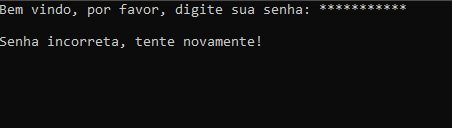 Bem vindo, por favor, digite sua senha: ***********
Senha incorreta, tente novamente!